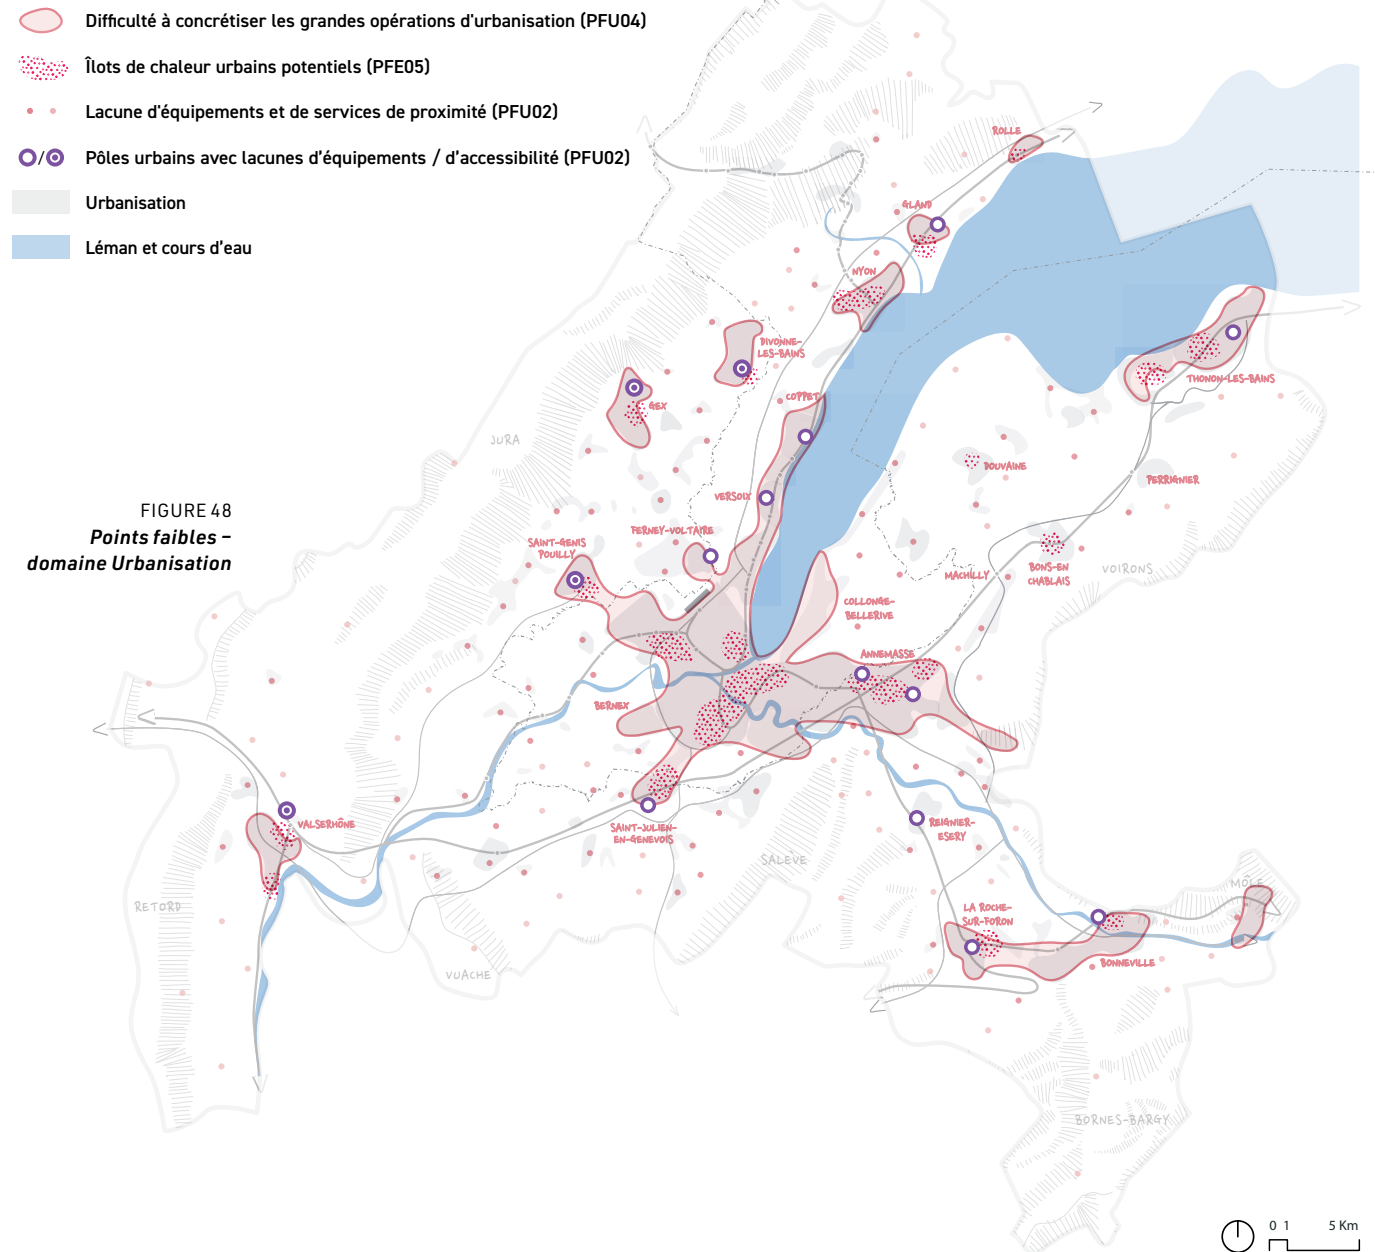 Difficulté à concrétiser les grandes opérations d'urbanisation (PFU04)
Îlots de chaleur urbains potentiels (PFE05)
Lacune d'équipements et de services de proximité (PFU02)
Pôles urbains avec lacunes d'équipements / d'accessibilité (PFU02)
Urbanisation
Léman et cours d'eau
FIGURE 48
Points faibles –
domaine Urbanisation
ROLLE
GLAND
NYON
DIVONNE-
LES-BAINS
THONON-LES-BAINS
GEX
COPPET
JURA
DOUVAINE
PERRIGNIER
VERSOIX
FERNEY-VOLTAIRE
SAINT-GENIS
POUILLY
BONS-EN
CHABLAIS
VOIRONS
MACHILLY
COLLONGE-
BELLERIVE
ANNEMASSE
BERNEX
VALSERHÔNE
SAINT-JULIEN-
EN-GENEVOIS
REIGNIER-
ESERY
SALÈVE
MÔLE
RETORD
LA ROCHE-
SUR-FORON
BONNEVILLE
VUACHE
BORNES-BARGY
0 1 5 Km